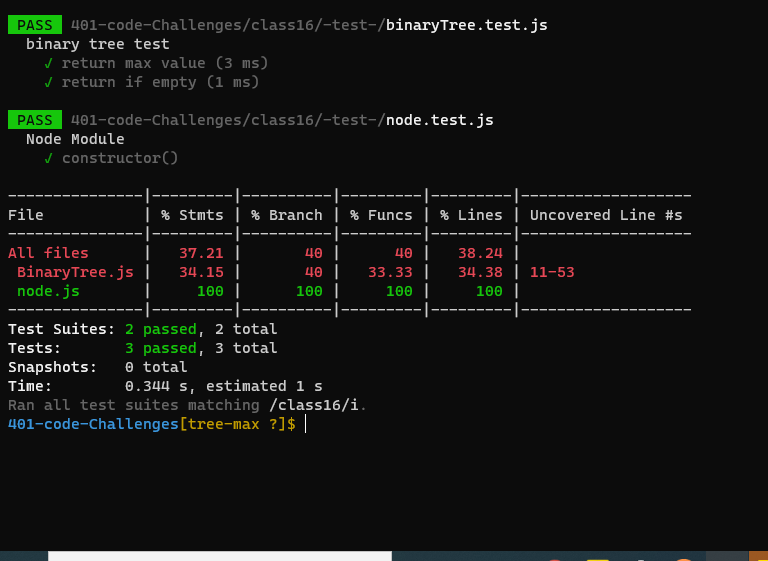 PASS 401-code-Challenges/class16/-test-/binaryTree.test.js
binary tree test
✓ return max value (3 ms)
✓ return if empty (1 ms)
PASS 401-code-Challenges/class16/-test-/node.test.js
Node Module
✓ constructor()
---------------|---------|----------|---------|---------|-------------------
File           | % Stmts | % Branch | % Funcs | % Lines | Uncovered Line #s
---------------|---------|----------|---------|---------|-------------------
All files      |   37.21 |       40 |      40 |   38.24 |
 BinaryTree.js |   34.15 |       40 |   33.33 |   34.38 | 11-53
 node.js       |     100 |      100 |     100 |     100 |
---------------|---------|----------|---------|---------|-------------------
Test Suites: 2 passed, 2 total
Tests:       3 passed, 3 total
Snapshots:   0 total
Time:        0.344 s, estimated 1 s
Ran all test suites matching /class16/i.
401-code-Challenges[tree-max ?]$